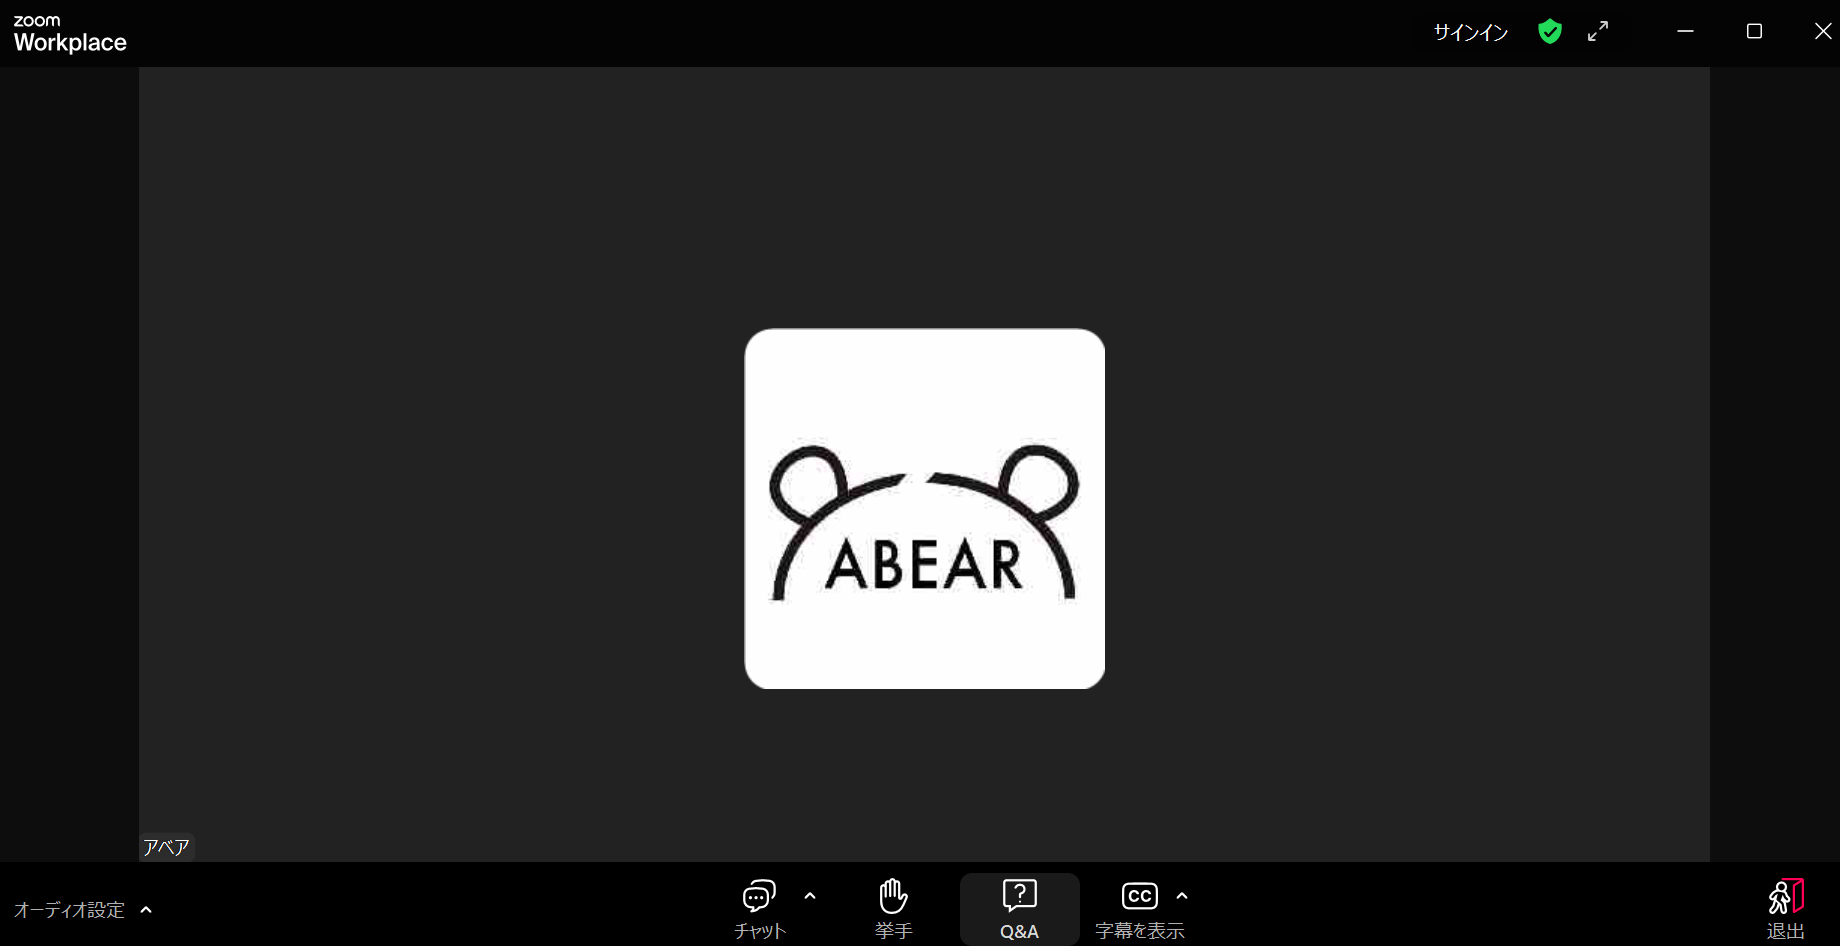 zoom
Workplace
サインイン
ABEAR
アベア
オーディオ設定
チャット
挙手
Q&A
CC
字幕を表示
退出